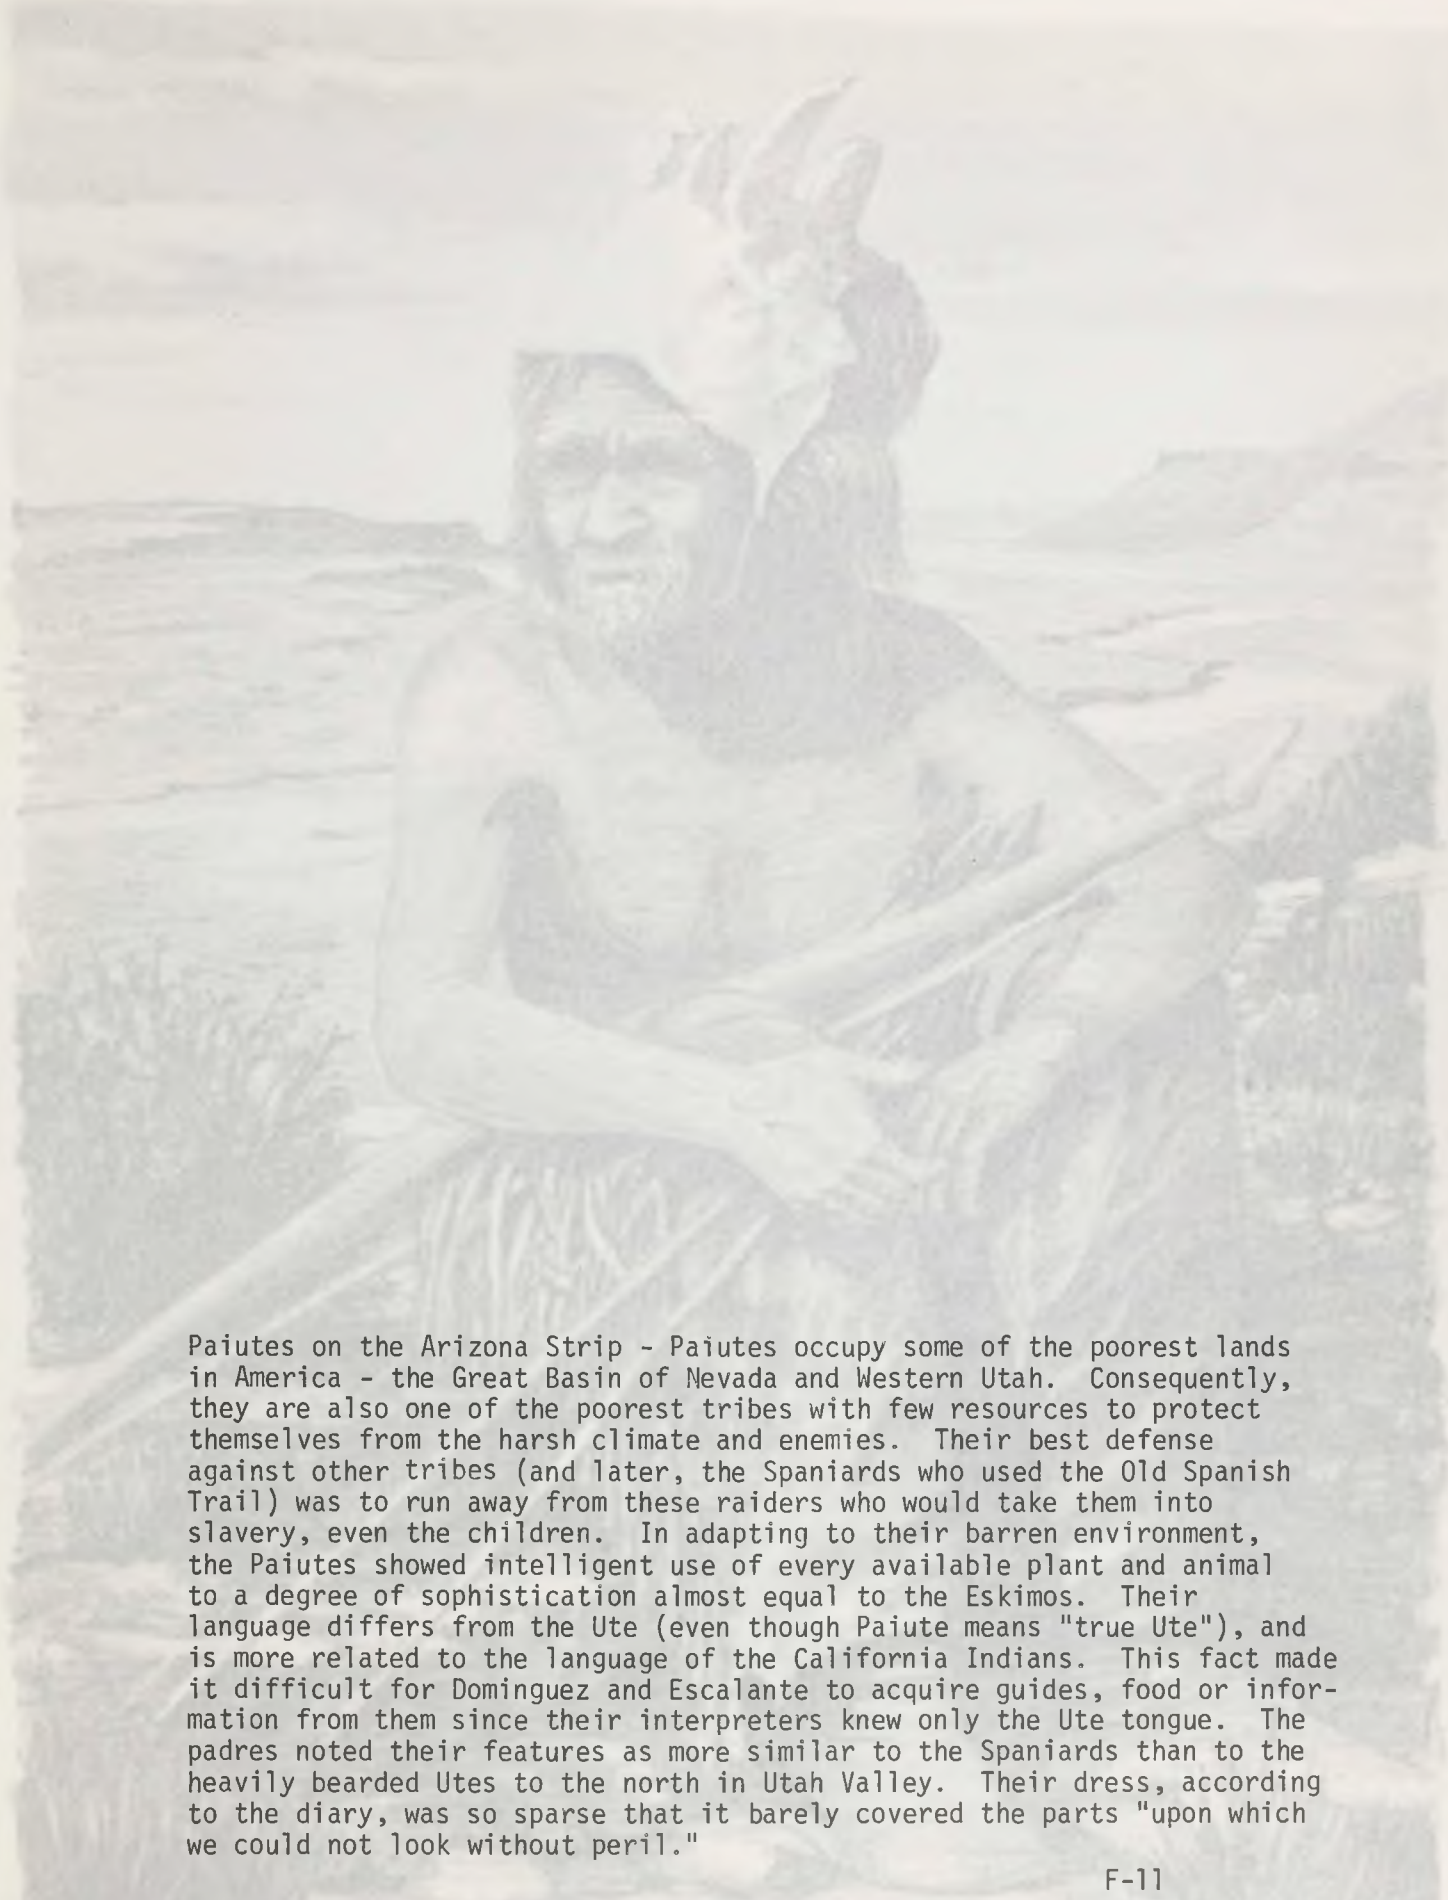 Paiutes on the Arizona Strip - Paiutes occupy some of the poorest lands
in America - the Great Basin of Nevada and Western Utah.  Consequently,
they are also one of the poorest tribes with few resources to protect
themselves from the harsh climate and enemies.  Their best defense
against other tribes (and later, the Spaniards who used the Old Spanish
Trail) was to run away from these raiders who would take them into
slavery, even the children.  In adapting to their barren environment,
the Paiutes showed intelligent use of every available plant and animal
to a degree of sophistication almost equal to the Eskimos.  Their
language differs from the Ute (even though Paiute means "true Ute"), and
is more related to the language of the California Indians.  This fact made
it difficult for Dominguez and Escalante to acquire guides, food or infor-
mation from them since their interpreters knew only the Ute tongue.  The
padres noted their features as more similar to the Spaniards than to the
heavily bearded Utes to the north in Utah Valley.  Their dress, according
to the diary, was so sparse that it barely covered the parts "upon which
we could not look without peril."
F-11